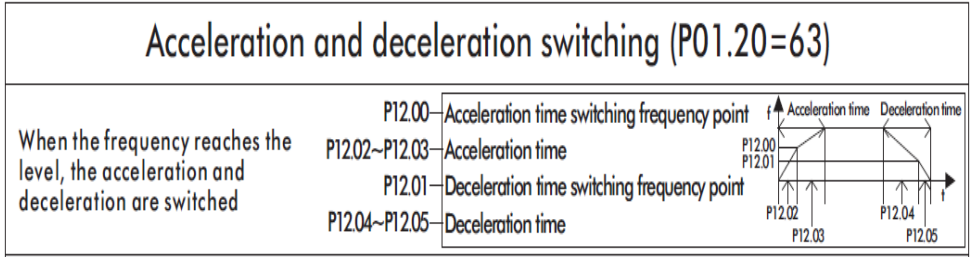 Acceleration and deceleration switching (P01.20=63)
When the frequency reaches the
level, the acceleration and
deceleration are switched
P12.00 Acceleration time switching frequency point
P12.02~P12.03 Acceleration time
P12.01 Deceleration time switching frequency point
P12.04~P12.05 Deceleration time
f Acceleration time Deceleration time
P12.00
P12.01
t
P12.02 P12.04
P12.03 P12.05